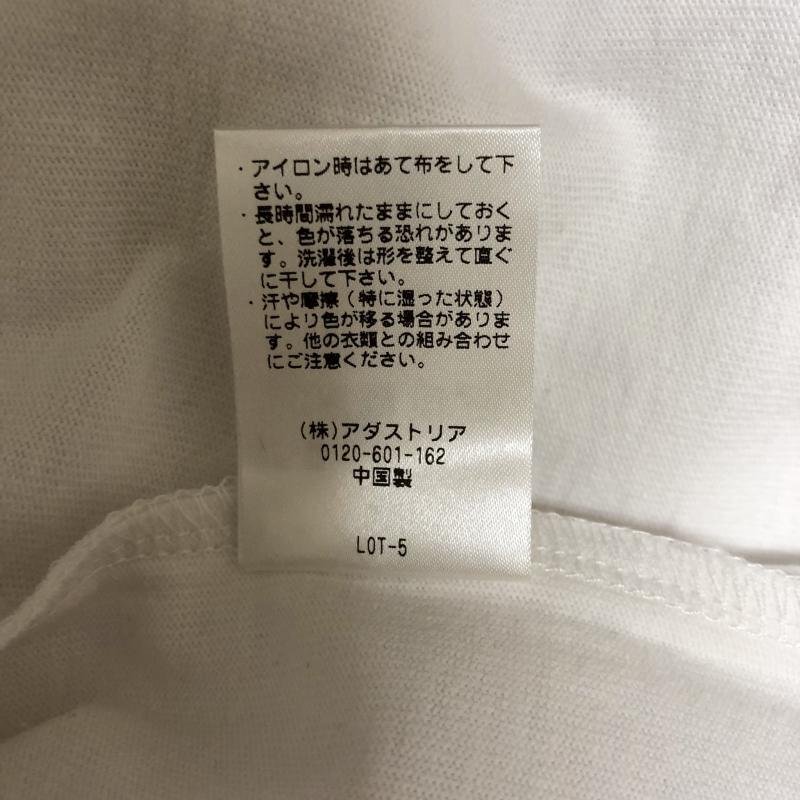 ・アイロン時はあて布をして下
さい。
・長時間濡れたままにしておく
と、色が落ちる恐れがありま
す。洗濯後は形を整えて直ぐ
に干して下さい。
・汗や摩擦(特に湿った状態)
により色が移る場合がありま
す。他の衣類との組み合わせ
にご注意ください。
(株)アダストリア
0120-601-162
中国製
LOT-5